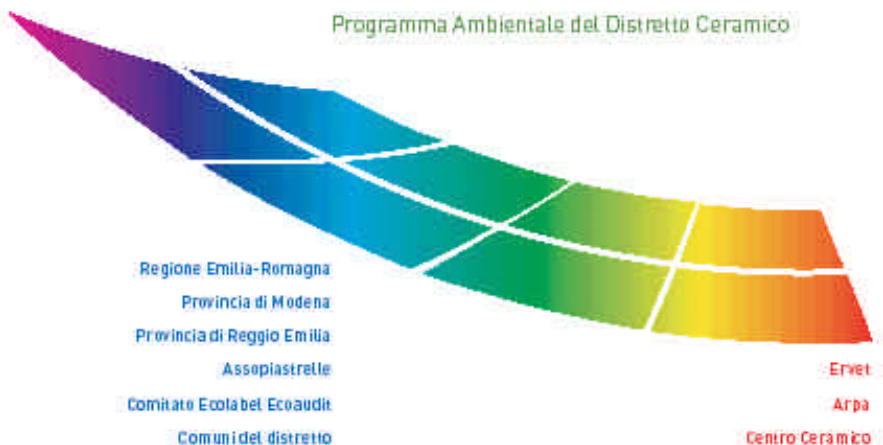 Programma Ambientale del Distretto Ceramico
Regione Emilia-Romagna
Provincia di Modena
Provincia di Reggio Emilia
Assopiastrelle
Comitato Ecolabel Ecoaudit
Comuni del distretto
Ervet
Arpa
Centro Ceramico